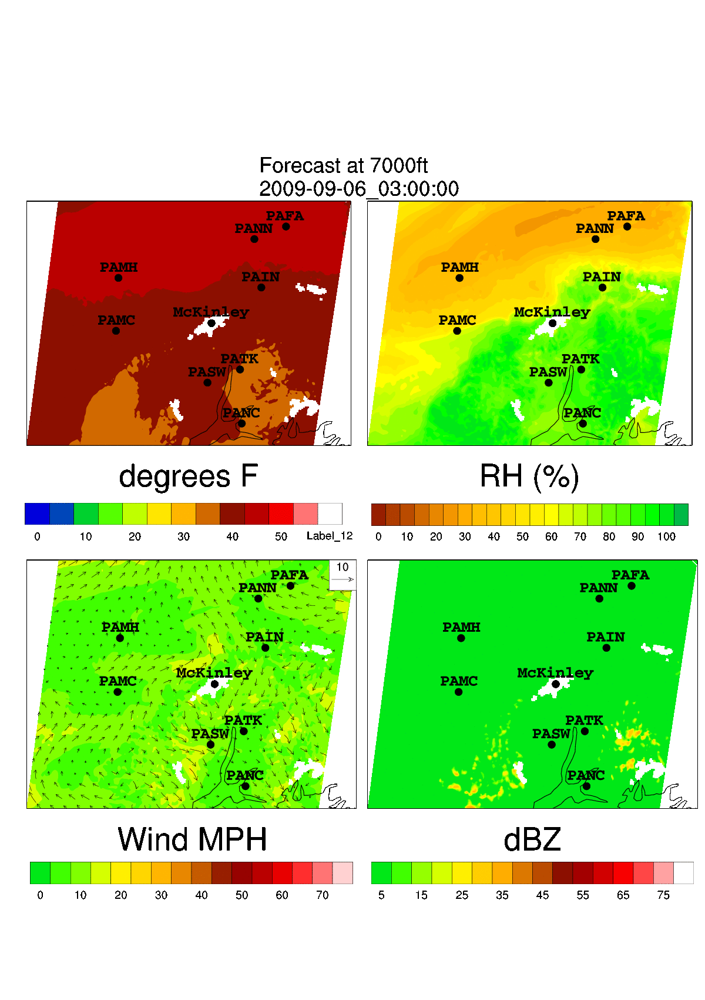 Forecast at 7000ft
2009-09-06_03:00:00
PAFA
PANN
PAMH
PAIN
McKinley
PAMC
PATK
PASW
PANC
PAFA
PANN
PAMH
PAIN
McKinley
PAMC
PATK
PASW
PANC
degrees F
RH (%)
0 10 20 30 40 50 Label_12
0 10 20 30 40 50 60 70 80 90 100
10
PAFA
PANN
PAMH
PAIN
McKinley
PAMC
PATK
PASW
PANC
PAFA
PANN
PAMH
PAIN
McKinley
PAMC
PATK
PASW
PANC
Wind MPH
dBZ
0 10 20 30 40 50 60 70
5 15 25 35 45 55 65 75